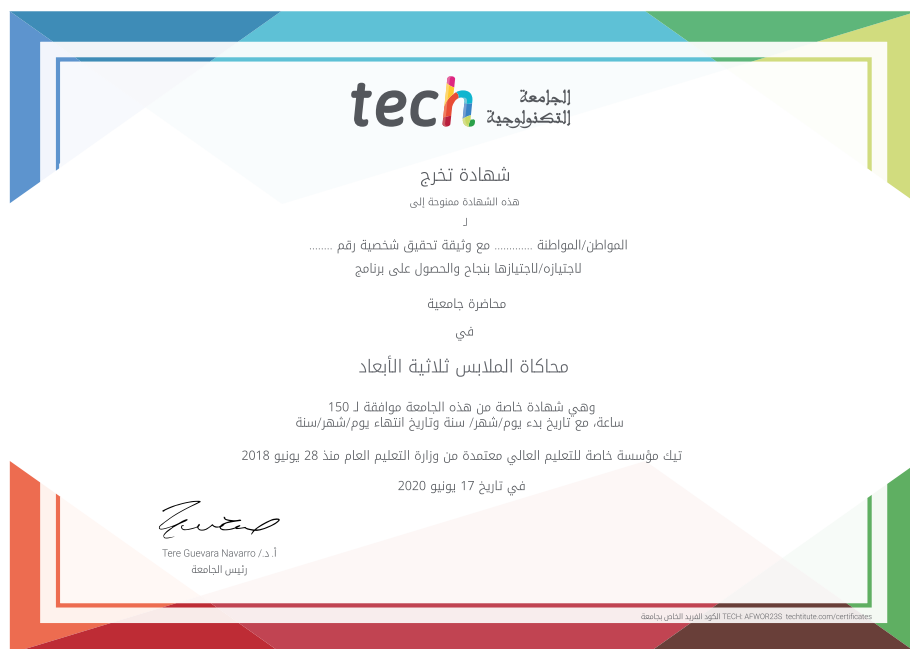 tech الجامعة
التكنولوجية
شهادة تخرج
هذه الشهادة ممنوحة إلى
لـ
المواطن/المواطنة ............. مع وثيقة تحقيق شخصية رقم ........
لاجتيازه/لاجتيازها بنجاح والحصول على برنامج
محاضرة جامعية
في
محاكاة الملابس ثلاثية الأبعاد
وهي شهادة خاصة من هذه الجامعة موافقة لـ 150
ساعة، مع تاريخ بدء يوم/شهر/ سنة وتاريخ انتهاء يوم/شهر/سنة
تيك مؤسسة خاصة للتعليم العالي معتمدة من وزارة التعليم العام منذ 28 يونيو 2018
في تاريخ 17 يونيو 2020
أ. د./ Tere Guevara Navarro
رئيس الجامعة
الكود الفريد الخاص بجامعة TECH: AFWOR23S techtitute.com/certificates